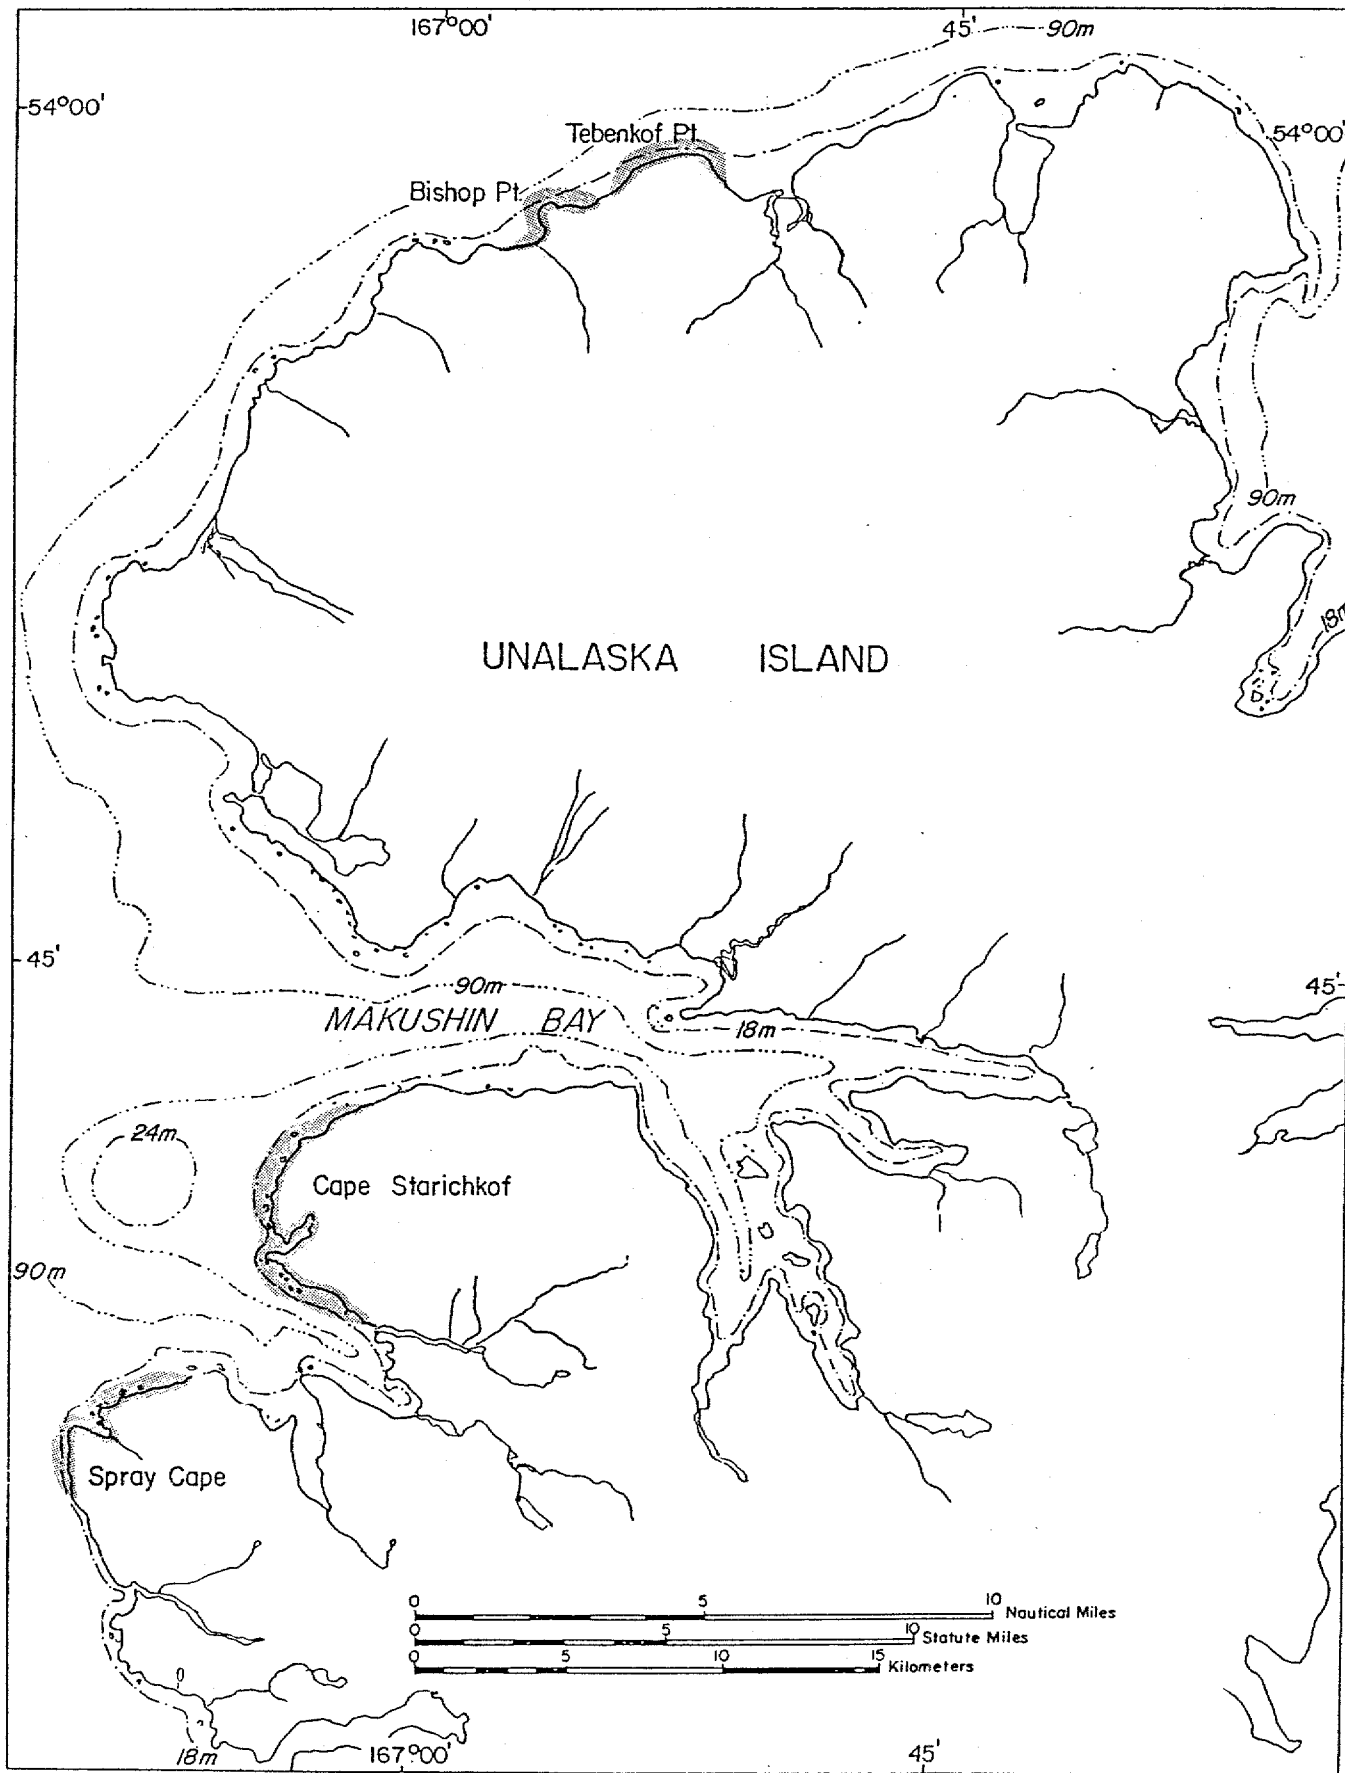 167°00'
45'
90m
54°00'
54°00'
Tebenkof Pt.
Bishop Pt.
90m
18m
UNALASKA ISLAND
45'
45'
90m
MAKUSHIN BAY
18m
24m
Cape Starichkof
90m
Spray Cape
0 5 10 Nautical Miles
0 5 10 Statute Miles
0 5 10 15 Kilometers
18m
167°00'
45'